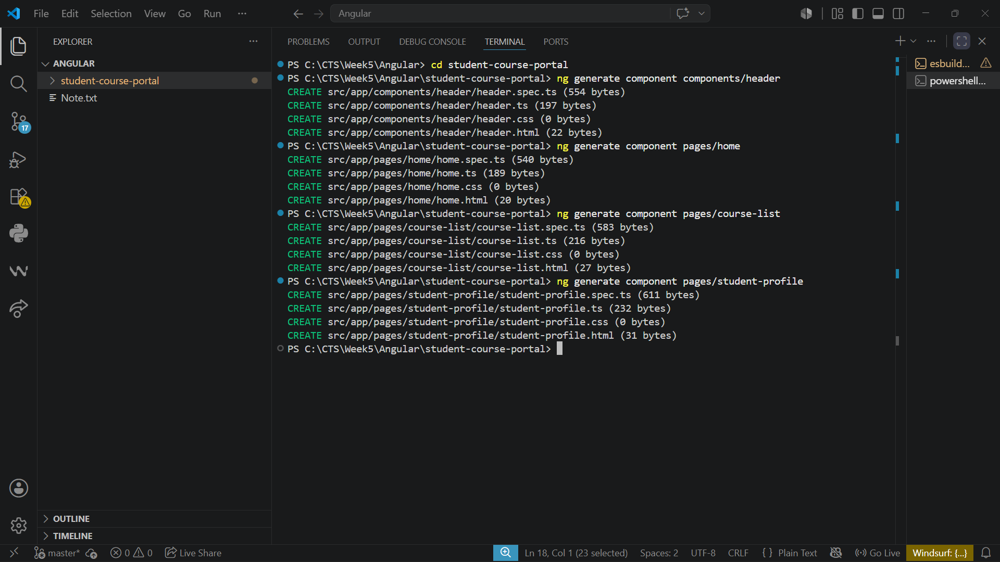 File Edit Selection View Go Run ···
Angular
EXPLORER
ANGULAR
student-course-portal
Note.txt
17
OUTLINE
TIMELINE
PROBLEMS OUTPUT DEBUG CONSOLE TERMINAL PORTS
PS C:\CTS\Week5\Angular> cd student-course-portal
PS C:\CTS\Week5\Angular\student-course-portal> ng generate component components/header
CREATE src/app/components/header/header.spec.ts (554 bytes)
CREATE src/app/components/header/header.ts (197 bytes)
CREATE src/app/components/header/header.css (0 bytes)
CREATE src/app/components/header/header.html (22 bytes)
PS C:\CTS\Week5\Angular\student-course-portal> ng generate component pages/home
CREATE src/app/pages/home/home.spec.ts (540 bytes)
CREATE src/app/pages/home/home.ts (189 bytes)
CREATE src/app/pages/home/home.css (0 bytes)
CREATE src/app/pages/home/home.html (20 bytes)
PS C:\CTS\Week5\Angular\student-course-portal> ng generate component pages/course-list
CREATE src/app/pages/course-list/course-list.spec.ts (583 bytes)
CREATE src/app/pages/course-list/course-list.ts (216 bytes)
CREATE src/app/pages/course-list/course-list.css (0 bytes)
CREATE src/app/pages/course-list/course-list.html (27 bytes)
PS C:\CTS\Week5\Angular\student-course-portal> ng generate component pages/student-profile
CREATE src/app/pages/student-profile/student-profile.spec.ts (611 bytes)
CREATE src/app/pages/student-profile/student-profile.ts (232 bytes)
CREATE src/app/pages/student-profile/student-profile.css (0 bytes)
CREATE src/app/pages/student-profile/student-profile.html (31 bytes)
PS C:\CTS\Week5\Angular\student-course-portal>
esbuild...
powershell...
master* 0 0 Live Share Ln 18, Col 1 (23 selected) Spaces: 2 UTF-8 CRLF { } Plain Text Go Live Windsurf: {...}